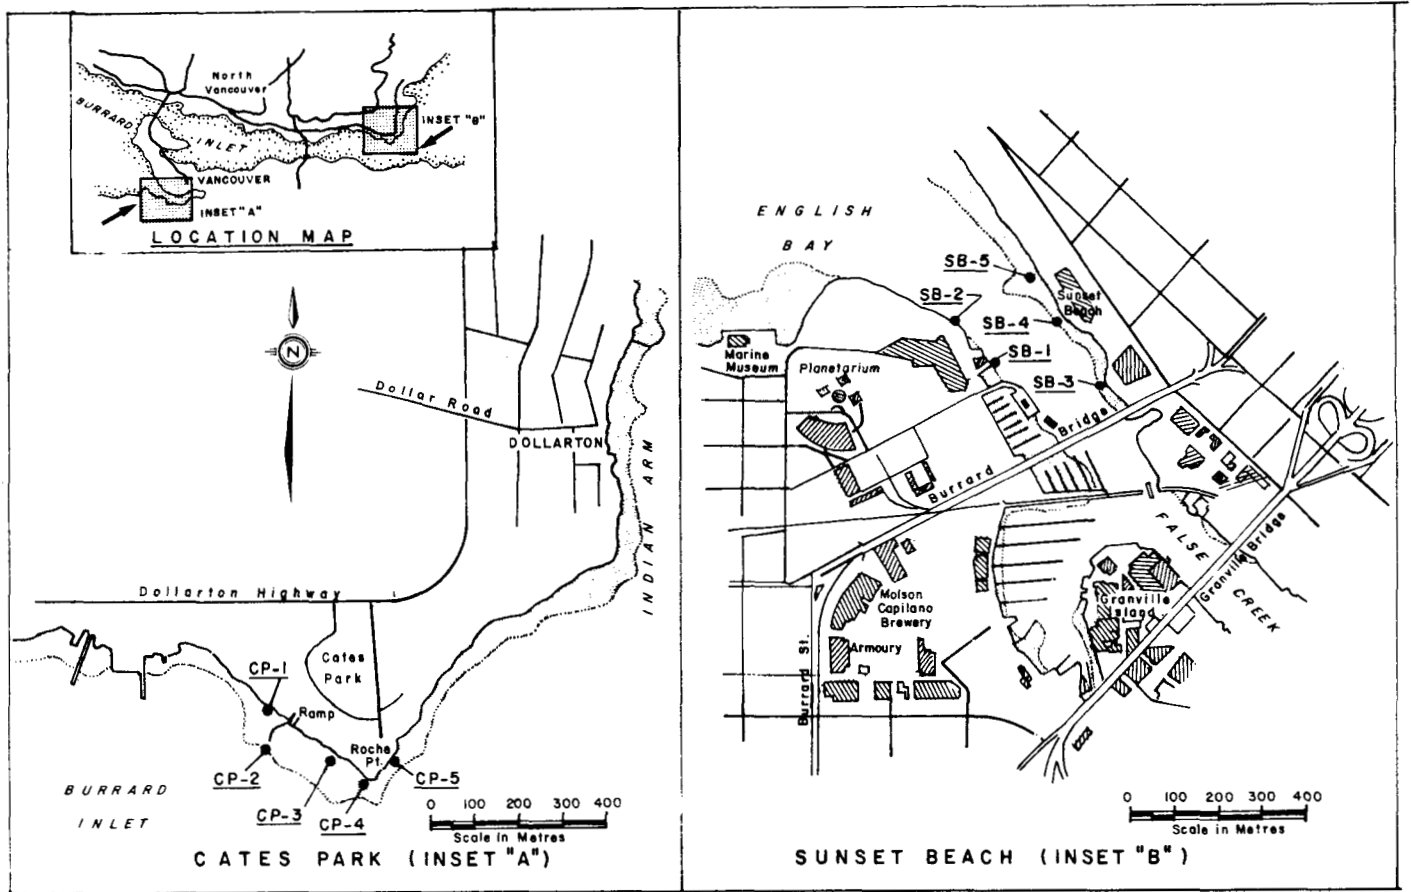 North
Vancouver
BURRARD
INLET
INSET "B"
VANCOUVER
INSET "A"
LOCATION MAP
N
Dollar Road
DOLLARTON
INDIAN ARM
Dollarton Highway
Cates
Park
CP-1
Ramp
Roche
Pt.
CP-2
CP-5
CP-3
CP-4
BURRARD
INLET
0 100 200 300 400
Scale in Metres
CATES PARK (INSET "A")
ENGLISH
BAY
SB-5
SB-2
Sunset
Beach
SB-4
SB-1
SB-3
Marine
Museum
Planetarium
Burrard Bridge
FALSE
CREEK
Granville Bridge
Granville
Island
Molson
Capilano
Brewery
Armoury
Burrard St.
0 100 200 300 400
Scale in Metres
SUNSET BEACH (INSET "B")